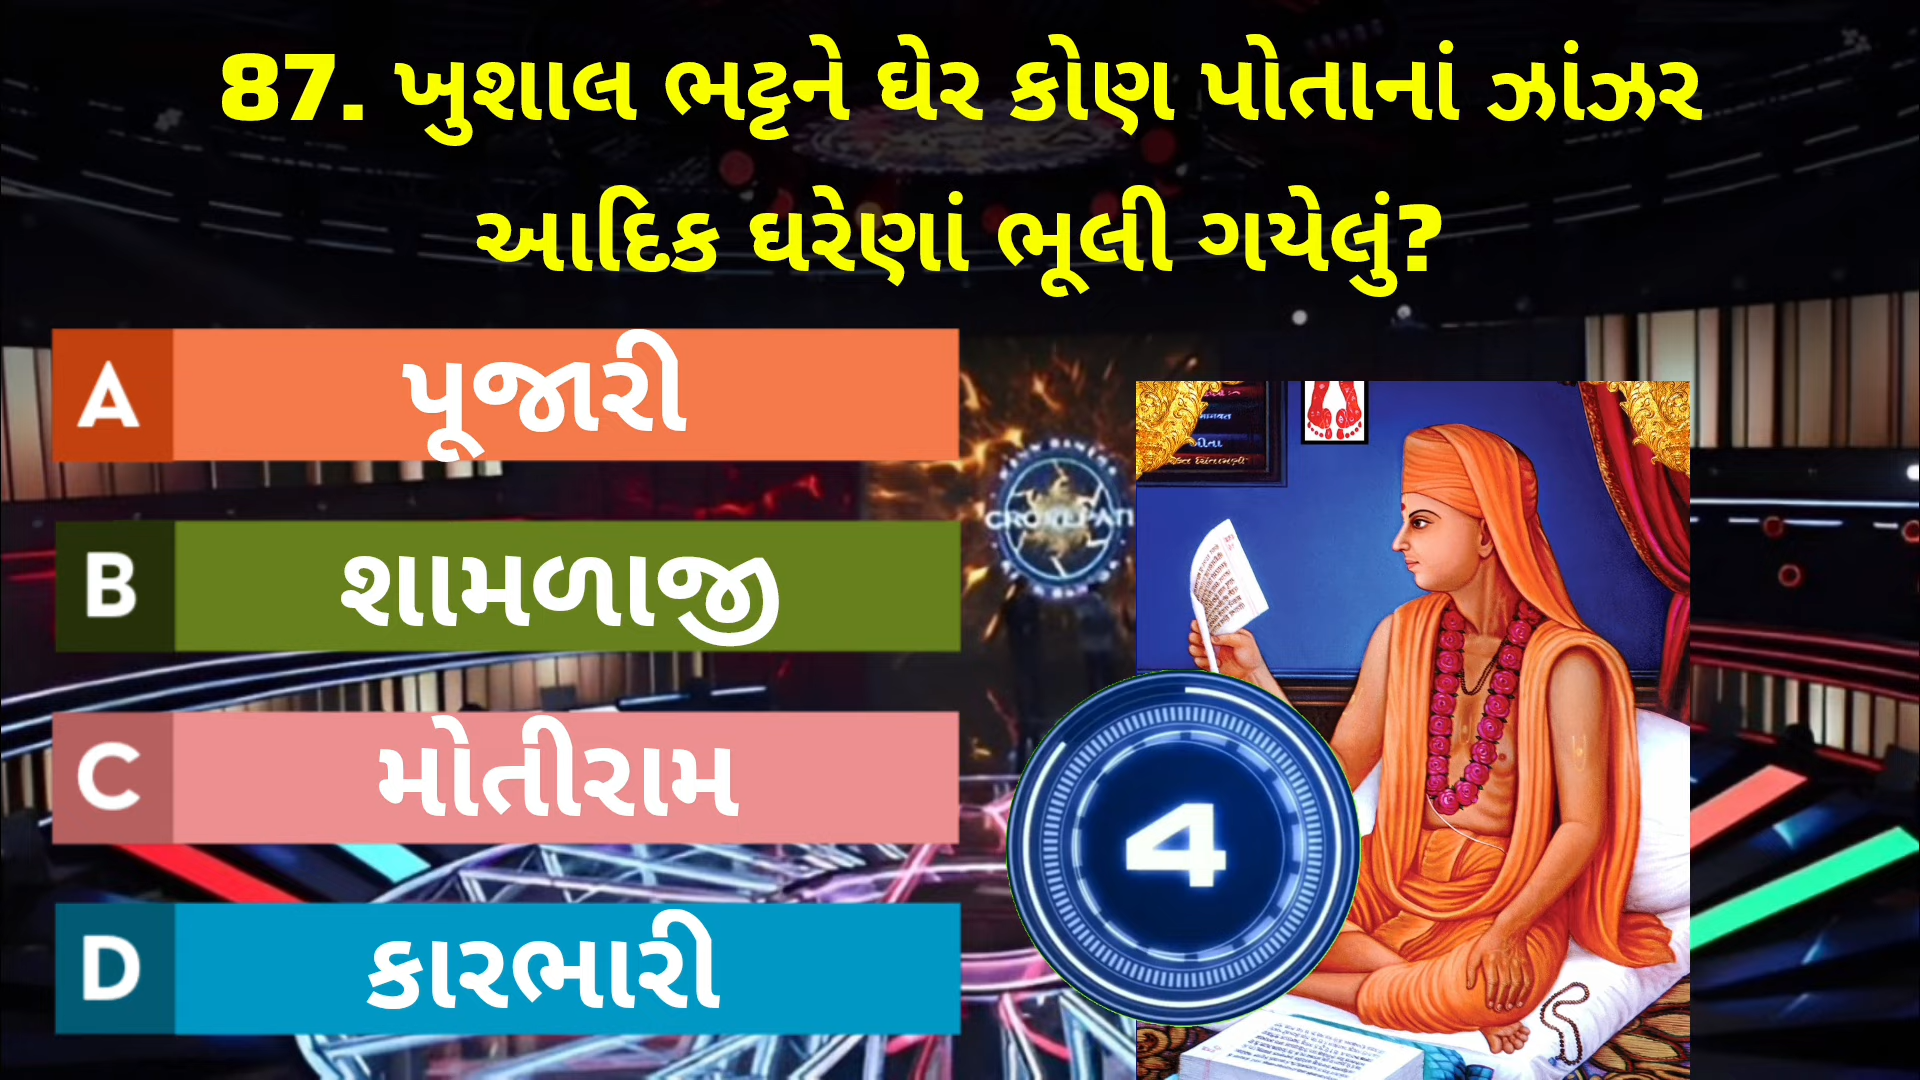 87. ખુશાલ ભટ્ટને ઘેર કોણ પોતાનાં ઝાંઝર
આદિક ઘરેણાં ભૂલી ગયેલું?
A પૂજારી
B શામળાજી
C મોતીરામ
D કારભારી
4